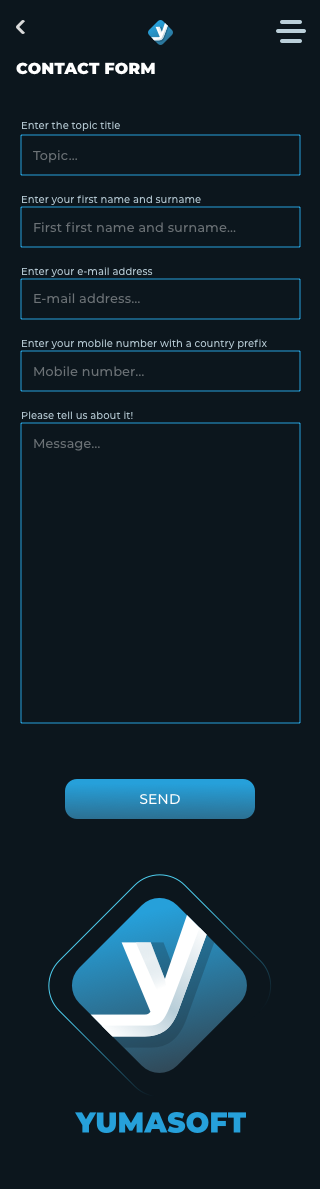 y
CONTACT FORM
Enter the topic title
Topic...
Enter your first name and surname
First first name and surname...
Enter your e-mail address
E-mail address...
Enter your mobile number with a country prefix
Mobile number...
Please tell us about it!
Message...
SEND
y
YUMASOFT